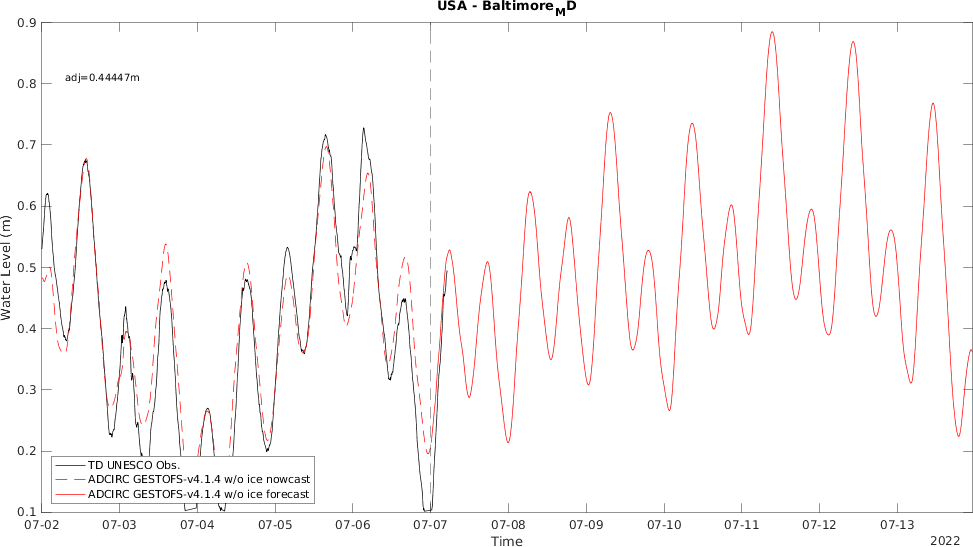 USA - BaltimoreMD
0.9
adj=0.44447m
0.8
0.7
0.6
0.5
0.4
0.3
0.2
0.1
Water Level (m)
TD UNESCO Obs.
ADCIRC GESTOFS-v4.1.4 w/o ice nowcast
ADCIRC GESTOFS-v4.1.4 w/o ice forecast
07-02 07-03 07-04 07-05 07-06 07-07 07-08 07-09 07-10 07-11 07-12 07-13
Time
2022